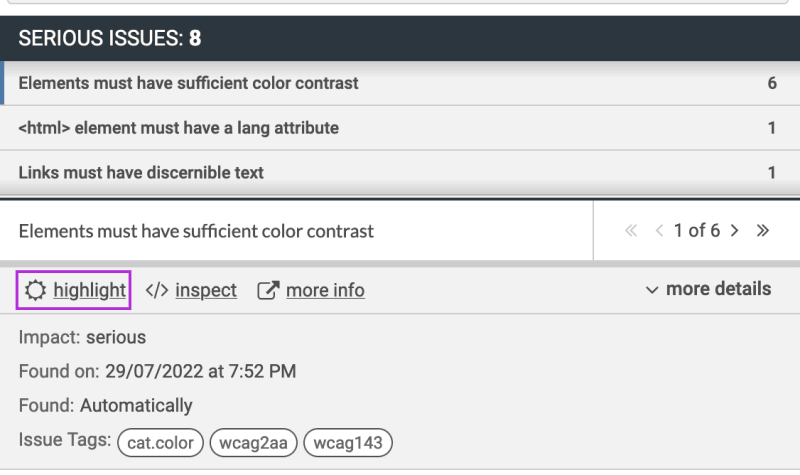 SERIOUS ISSUES: 8
Elements must have sufficient color contrast 6
<html> element must have a lang attribute 1
Links must have discernible text 1
Elements must have sufficient color contrast « ‹ 1 of 6 › »
highlight </> inspect more info more details
Impact: serious
Found on: 29/07/2022 at 7:52 PM
Found: Automatically
Issue Tags: cat.color wcag2aa wcag143